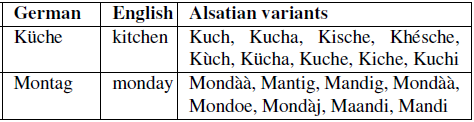 German English Alsatian variants
Küche kitchen Kuch, Kucha, Kische, Khésche,
Kùch, Kücha, Kuche, Kiche, Kuchi
Montag monday Mondàà, Mantig, Mandig, Mondàà,
Mondoe, Mondàj, Maandi, Mandi